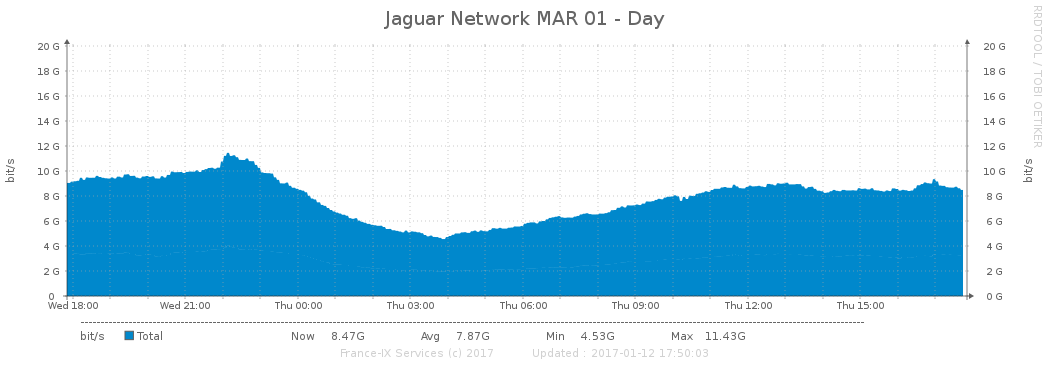 Jaguar Network MAR 01 - Day
RRDTOOL / TOBI OETIKER
bit/s
bit/s
20 G 20 G
18 G 18 G
16 G 16 G
14 G 14 G
12 G 12 G
10 G 10 G
8 G 8 G
6 G 6 G
4 G 4 G
2 G 2 G
0 0 G
Wed 18:00 Wed 21:00 Thu 00:00 Thu 03:00 Thu 06:00 Thu 09:00 Thu 12:00 Thu 15:00
bit/s Total Now 8.47G Avg 7.87G Min 4.53G Max 11.43G
France-IX Services (c) 2017 Updated : 2017-01-12 17:50:03